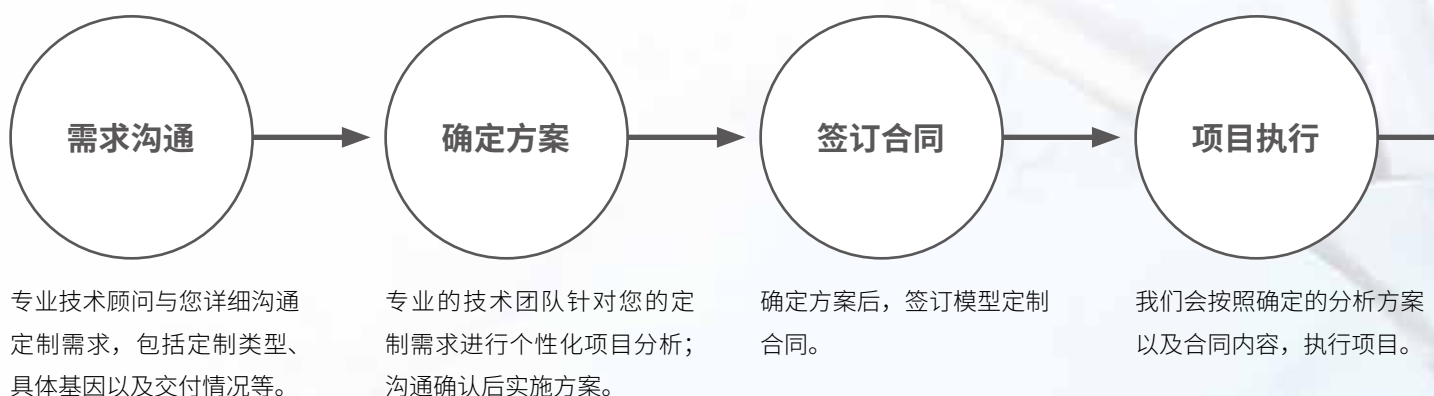 需求沟通
确定方案
签订合同
项目执行
专业技术顾问与您详细沟通
定制需求，包括定制类型、
具体基因以及交付情况等。
专业的技术团队针对您的定
制需求进行个性化项目分析；
沟通确认后实施方案。
确定方案后，签订模型定制
合同。
我们会按照确定的分析方案
以及合同内容，执行项目。